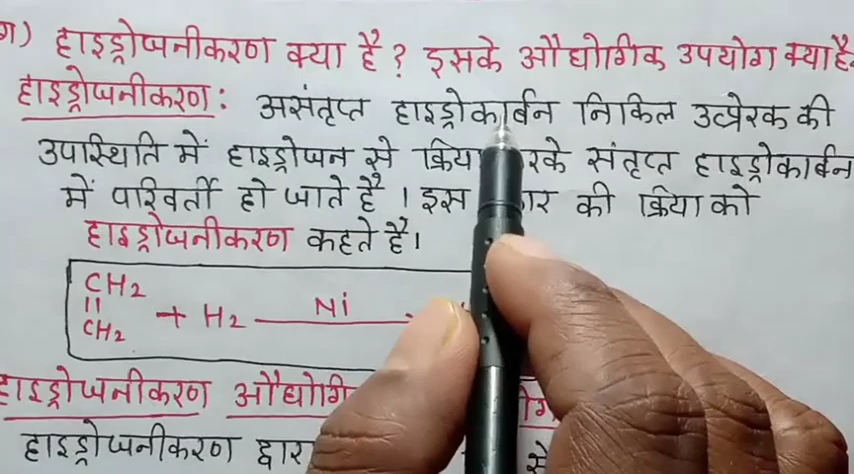 ग) हाइड्रोजनीकरण क्या है? इसके औद्योगिक उपयोग क्या है
हाइड्रोजनीकरण: असंतृप्त हाइड्रोकार्बन निकिल उत्प्रेरक की
उपस्थिति में हाइड्रोजन से क्रिया रके संतृप्त हाइड्रोकार्बन
में परिवर्ती हो जाते है । इस कार की क्रिया को
हाइड्रोजनीकरण कहते है।
CH2
|| + H2 Ni
CH2
हाइड्रोजनीकरण औद्योगि
हाइड्रोजनीकरण द्वारा से